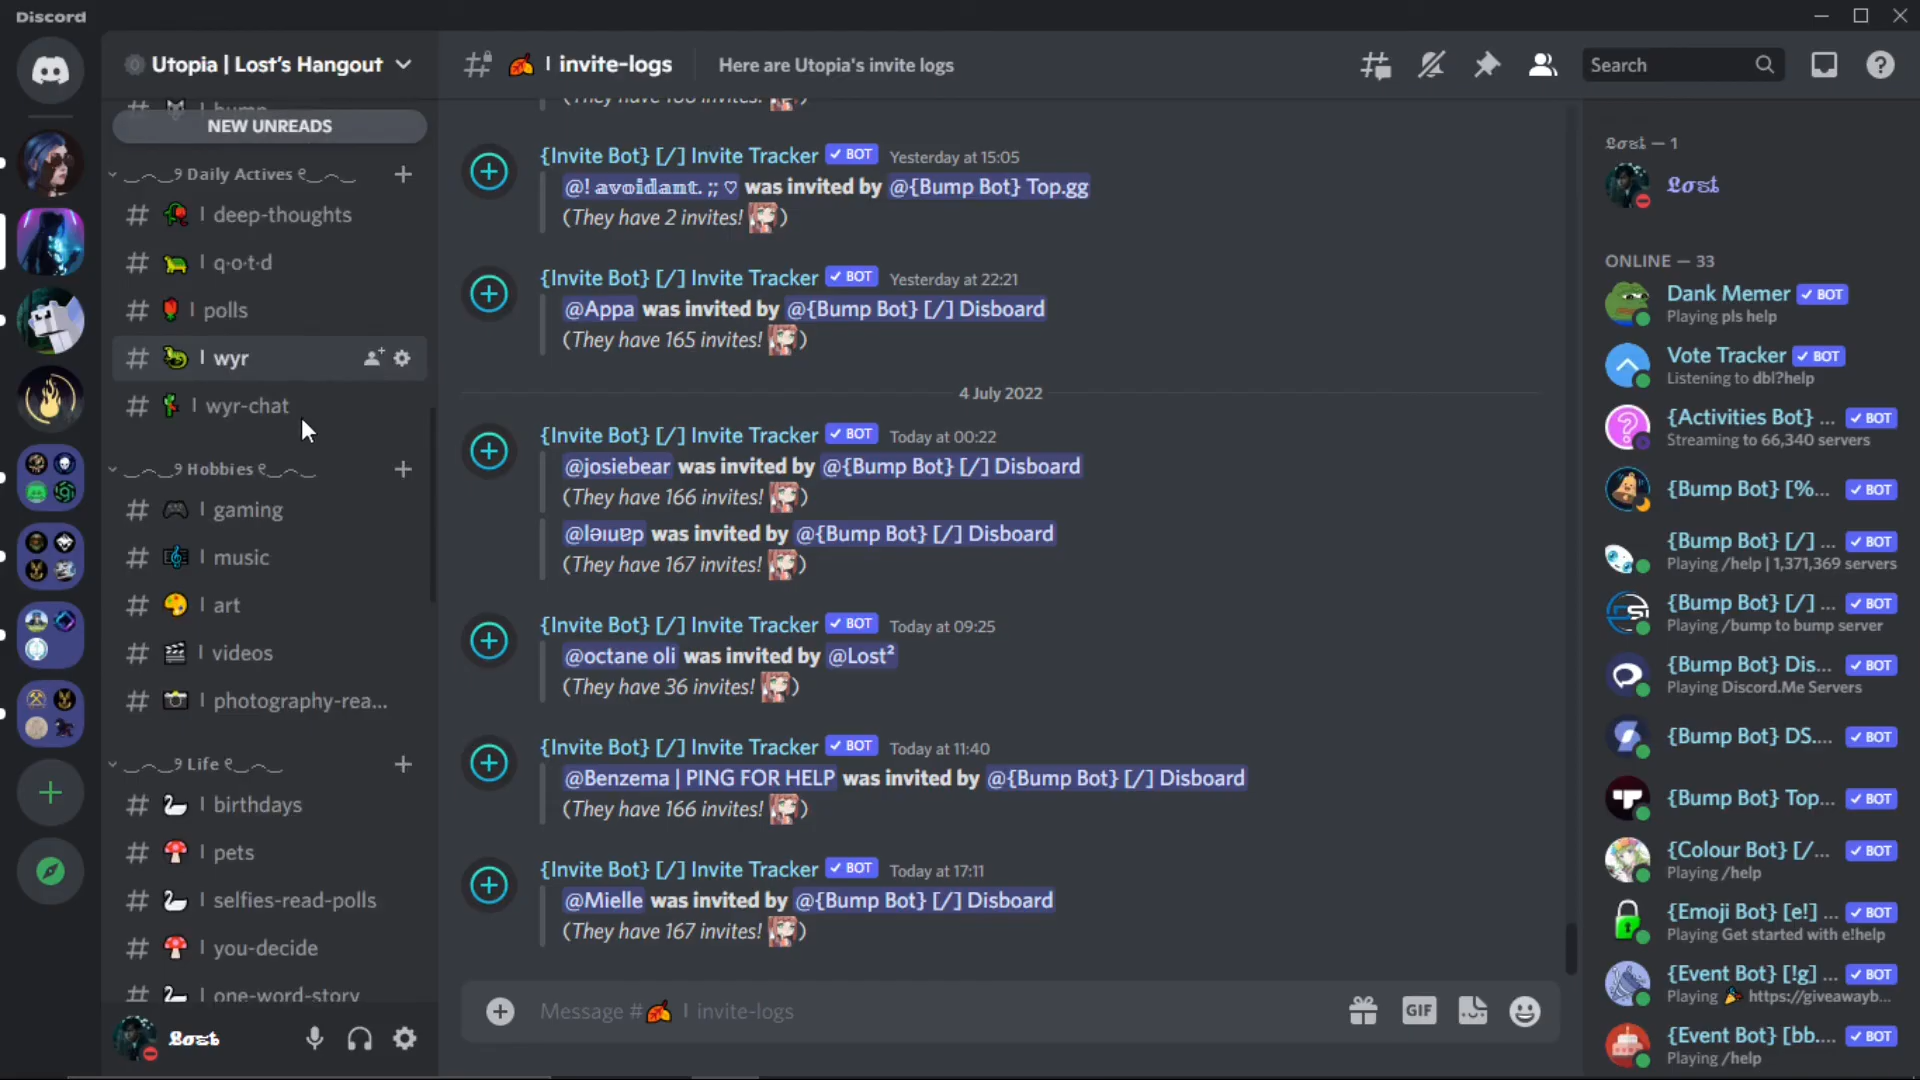 Discord
Utopia | Lost's Hangout
bump
NEW UNREADS
Daily Actives
deep-thoughts
q·o·t·d
polls
wyr
wyr-chat
Hobbies
gaming
music
art
videos
photography-rea...
Life
birthdays
pets
selfies-read-polls
you-decide
one-word-story
𝕷𝖔𝖘𝖙
invite-logs
Here are Utopia's invite logs
Search
{Invite Bot} [/] Invite Tracker ✓ BOT Yesterday at 15:05
@! 𝕒𝕧𝕠𝕚𝕕𝕒𝕟𝕥. ;; ♡ was invited by @{Bump Bot} Top.gg
(They have 2 invites! )
{Invite Bot} [/] Invite Tracker ✓ BOT Yesterday at 22:21
@Appa was invited by @{Bump Bot} [/] Disboard
(They have 165 invites! )
4 July 2022
{Invite Bot} [/] Invite Tracker ✓ BOT Today at 00:22
@josiebear was invited by @{Bump Bot} [/] Disboard
(They have 166 invites! )
@lǝıuɐp was invited by @{Bump Bot} [/] Disboard
(They have 167 invites! )
{Invite Bot} [/] Invite Tracker ✓ BOT Today at 09:25
@octane oli was invited by @Lost²
(They have 36 invites! )
{Invite Bot} [/] Invite Tracker ✓ BOT Today at 11:40
@Benzema | PING FOR HELP was invited by @{Bump Bot} [/] Disboard
(They have 166 invites! )
{Invite Bot} [/] Invite Tracker ✓ BOT Today at 17:11
@Mielle was invited by @{Bump Bot} [/] Disboard
(They have 167 invites! )
Message # | invite-logs
GIF
𝕷𝖔𝖘𝖙 — 1
𝕷𝖔𝖘𝖙
ONLINE — 33
Dank Memer ✓ BOT
Playing pls help
Vote Tracker ✓ BOT
Listening to dbl?help
{Activities Bot} ... ✓ BOT
Streaming to 66,340 servers
{Bump Bot} [%... ✓ BOT
{Bump Bot} [/] ... ✓ BOT
Playing /help | 1,371,369 servers
{Bump Bot} [/] ... ✓ BOT
Playing /bump to bump server
{Bump Bot} Dis... ✓ BOT
Playing Discord.Me Servers
{Bump Bot} DS.... ✓ BOT
{Bump Bot} Top... ✓ BOT
{Colour Bot} [/... ✓ BOT
Playing /help
{Emoji Bot} [e!] ... ✓ BOT
Playing Get started with e!help
{Event Bot} [!g] ... ✓ BOT
Playing 🎉 https://giveawayb...
{Event Bot} [bb.... ✓ BOT
Playing /help